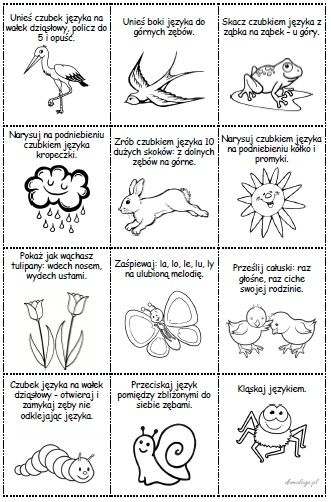 Unieś czubek języka na
wałek dziąsłowy, policz do
5 i opuść.
Unieś boki języka do
górnych zębów.
Skacz czubkiem języka z
ząbka na ząbek - u góry.
Narysuj na podniebieniu
czubkiem języka
kropeczki.
Zrób czubkiem języka 10
dużych skoków: z dolnych
zębów na górne.
Narysuj czubkiem języka
na podniebieniu kółko i
promyki.
Pokaż jak wąchasz
tulipany: wdech nosem,
wydech ustami.
Zaśpiewaj: la, lo, le, lu, ly
na ulubioną melodię.
Prześlij całuski: raz
głośne, raz ciche
swojej rodzinie.
Czubek języka na wałek
dziąsłowy - otwieraj i
zamykaj zęby nie
odklejając języka.
Przeciskaj język
pomiędzy zbliżonymi do
siebie zębami.
Kląskaj językiem.